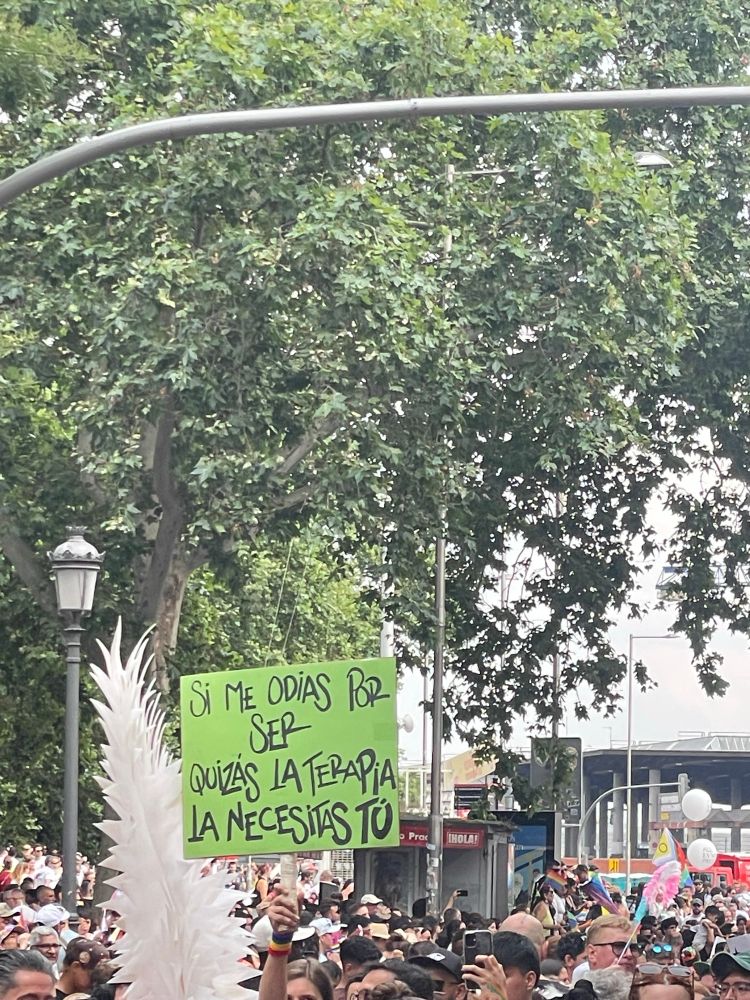 SI ME ODIAS POR
SER
QUIZÁS LA TERAPIA
LA NECESITAS TÚ
¡HOLA!